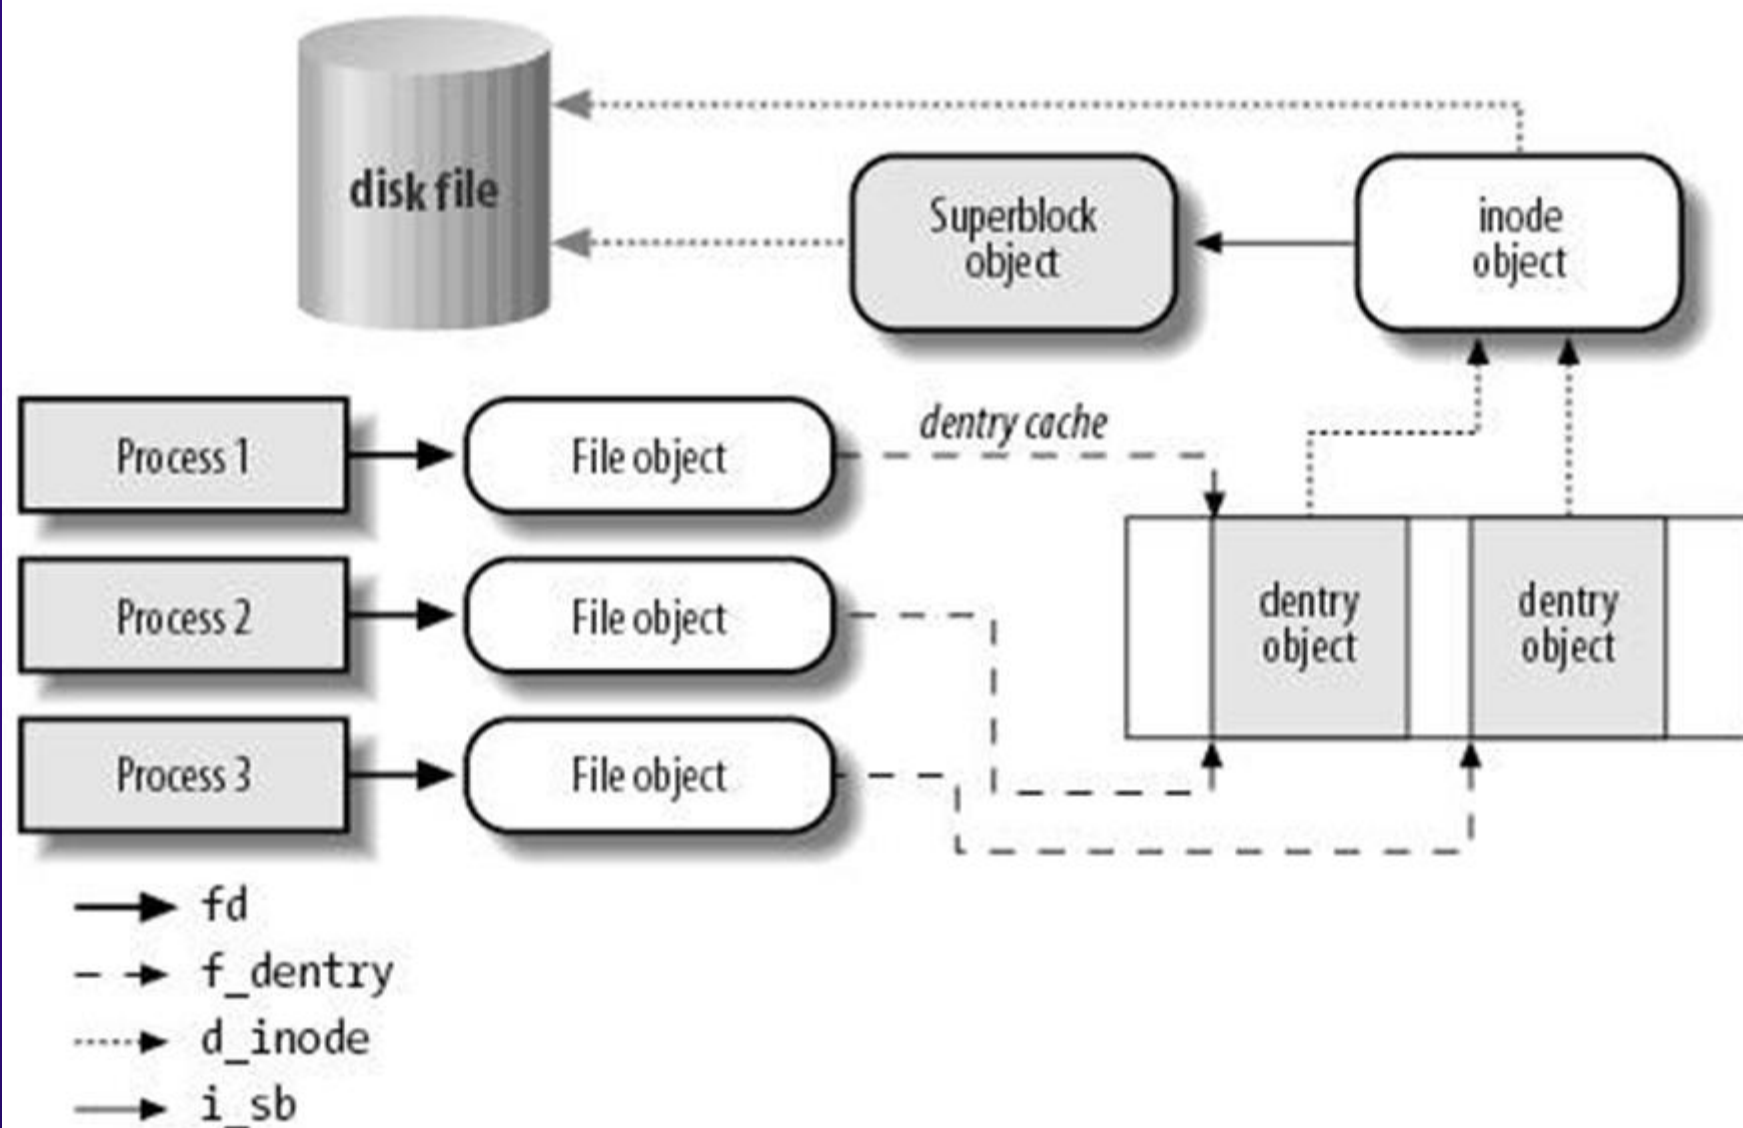 disk file
Superblock
object
inode
object
Process 1
File object
dentry cache
Process 2
File object
dentry
object
dentry
object
Process 3
File object
fd
f_dentry
d_inode
i_sb